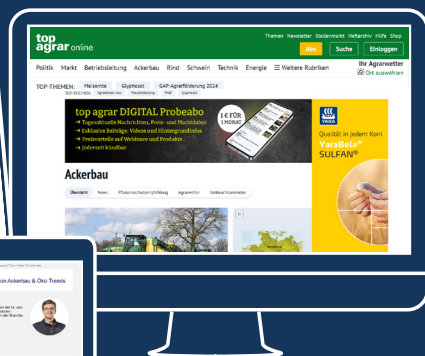 top
agrar online
Themen Newsletter Stellenmarkt Heftarchiv Hilfe Shop
Abo Suche Einloggen
Politik Markt Betriebsleitung Ackerbau Rind Schwein Technik Energie ☰ Weitere Rubriken
Ihr Agrarwetter
Ort auswählen
TOP-THEMEN: Maisernte Glyphosat GAP-Agrarförderung 2024
top agrar DIGITAL Probeabo
→ Tagesaktuelle Nachrichten, Preis- und Marktdaten
→ Exklusive Beiträge, Videos und Hintergrundinfos
→ Preisvorteile auf Webinare und Produkte
→ Jederzeit kündbar
1 € FÜR
1 MONAT
YARA
Qualität in jedem Korn
YaraBela®
SULFAN®
Ackerbau
Übersicht News Pflanzenschutzempfehlung Agrarwetter Gebrauchtanmelder
on-Ackerbau & Öko-Trends